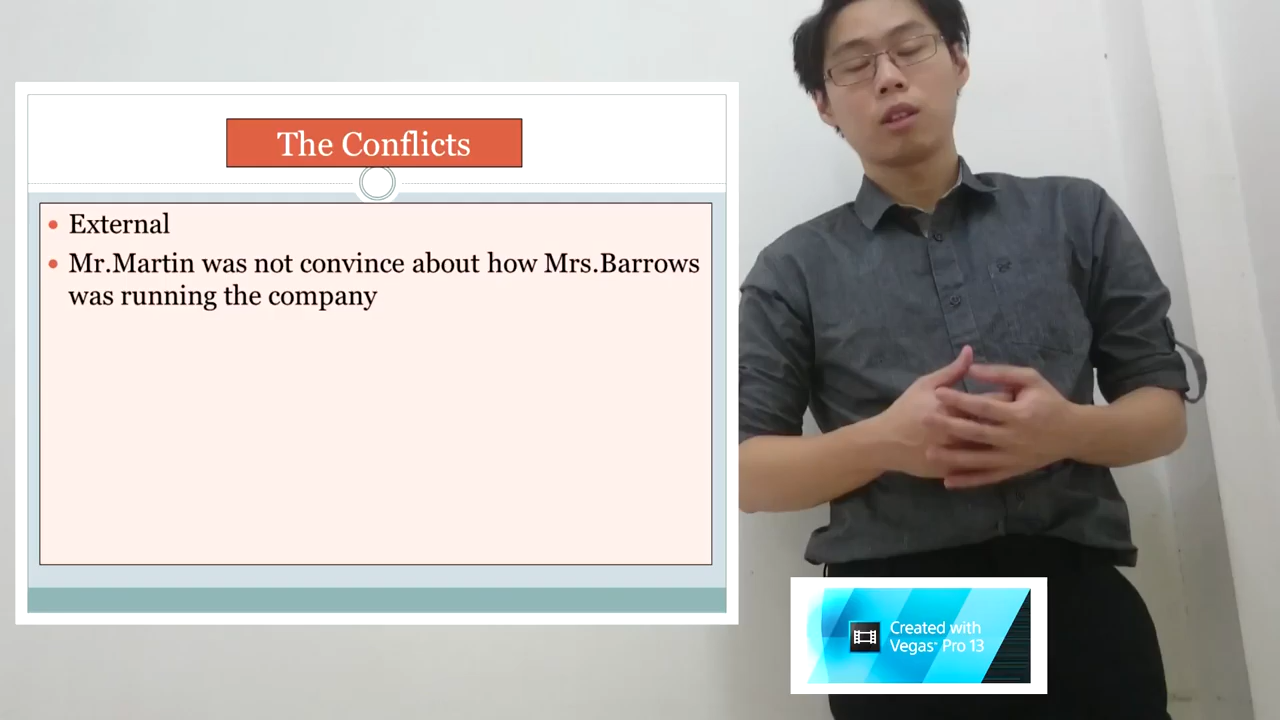 The Conflicts
External
Mr.Martin was not convince about how Mrs.Barrows
was running the company
Created with
Vegas Pro 13